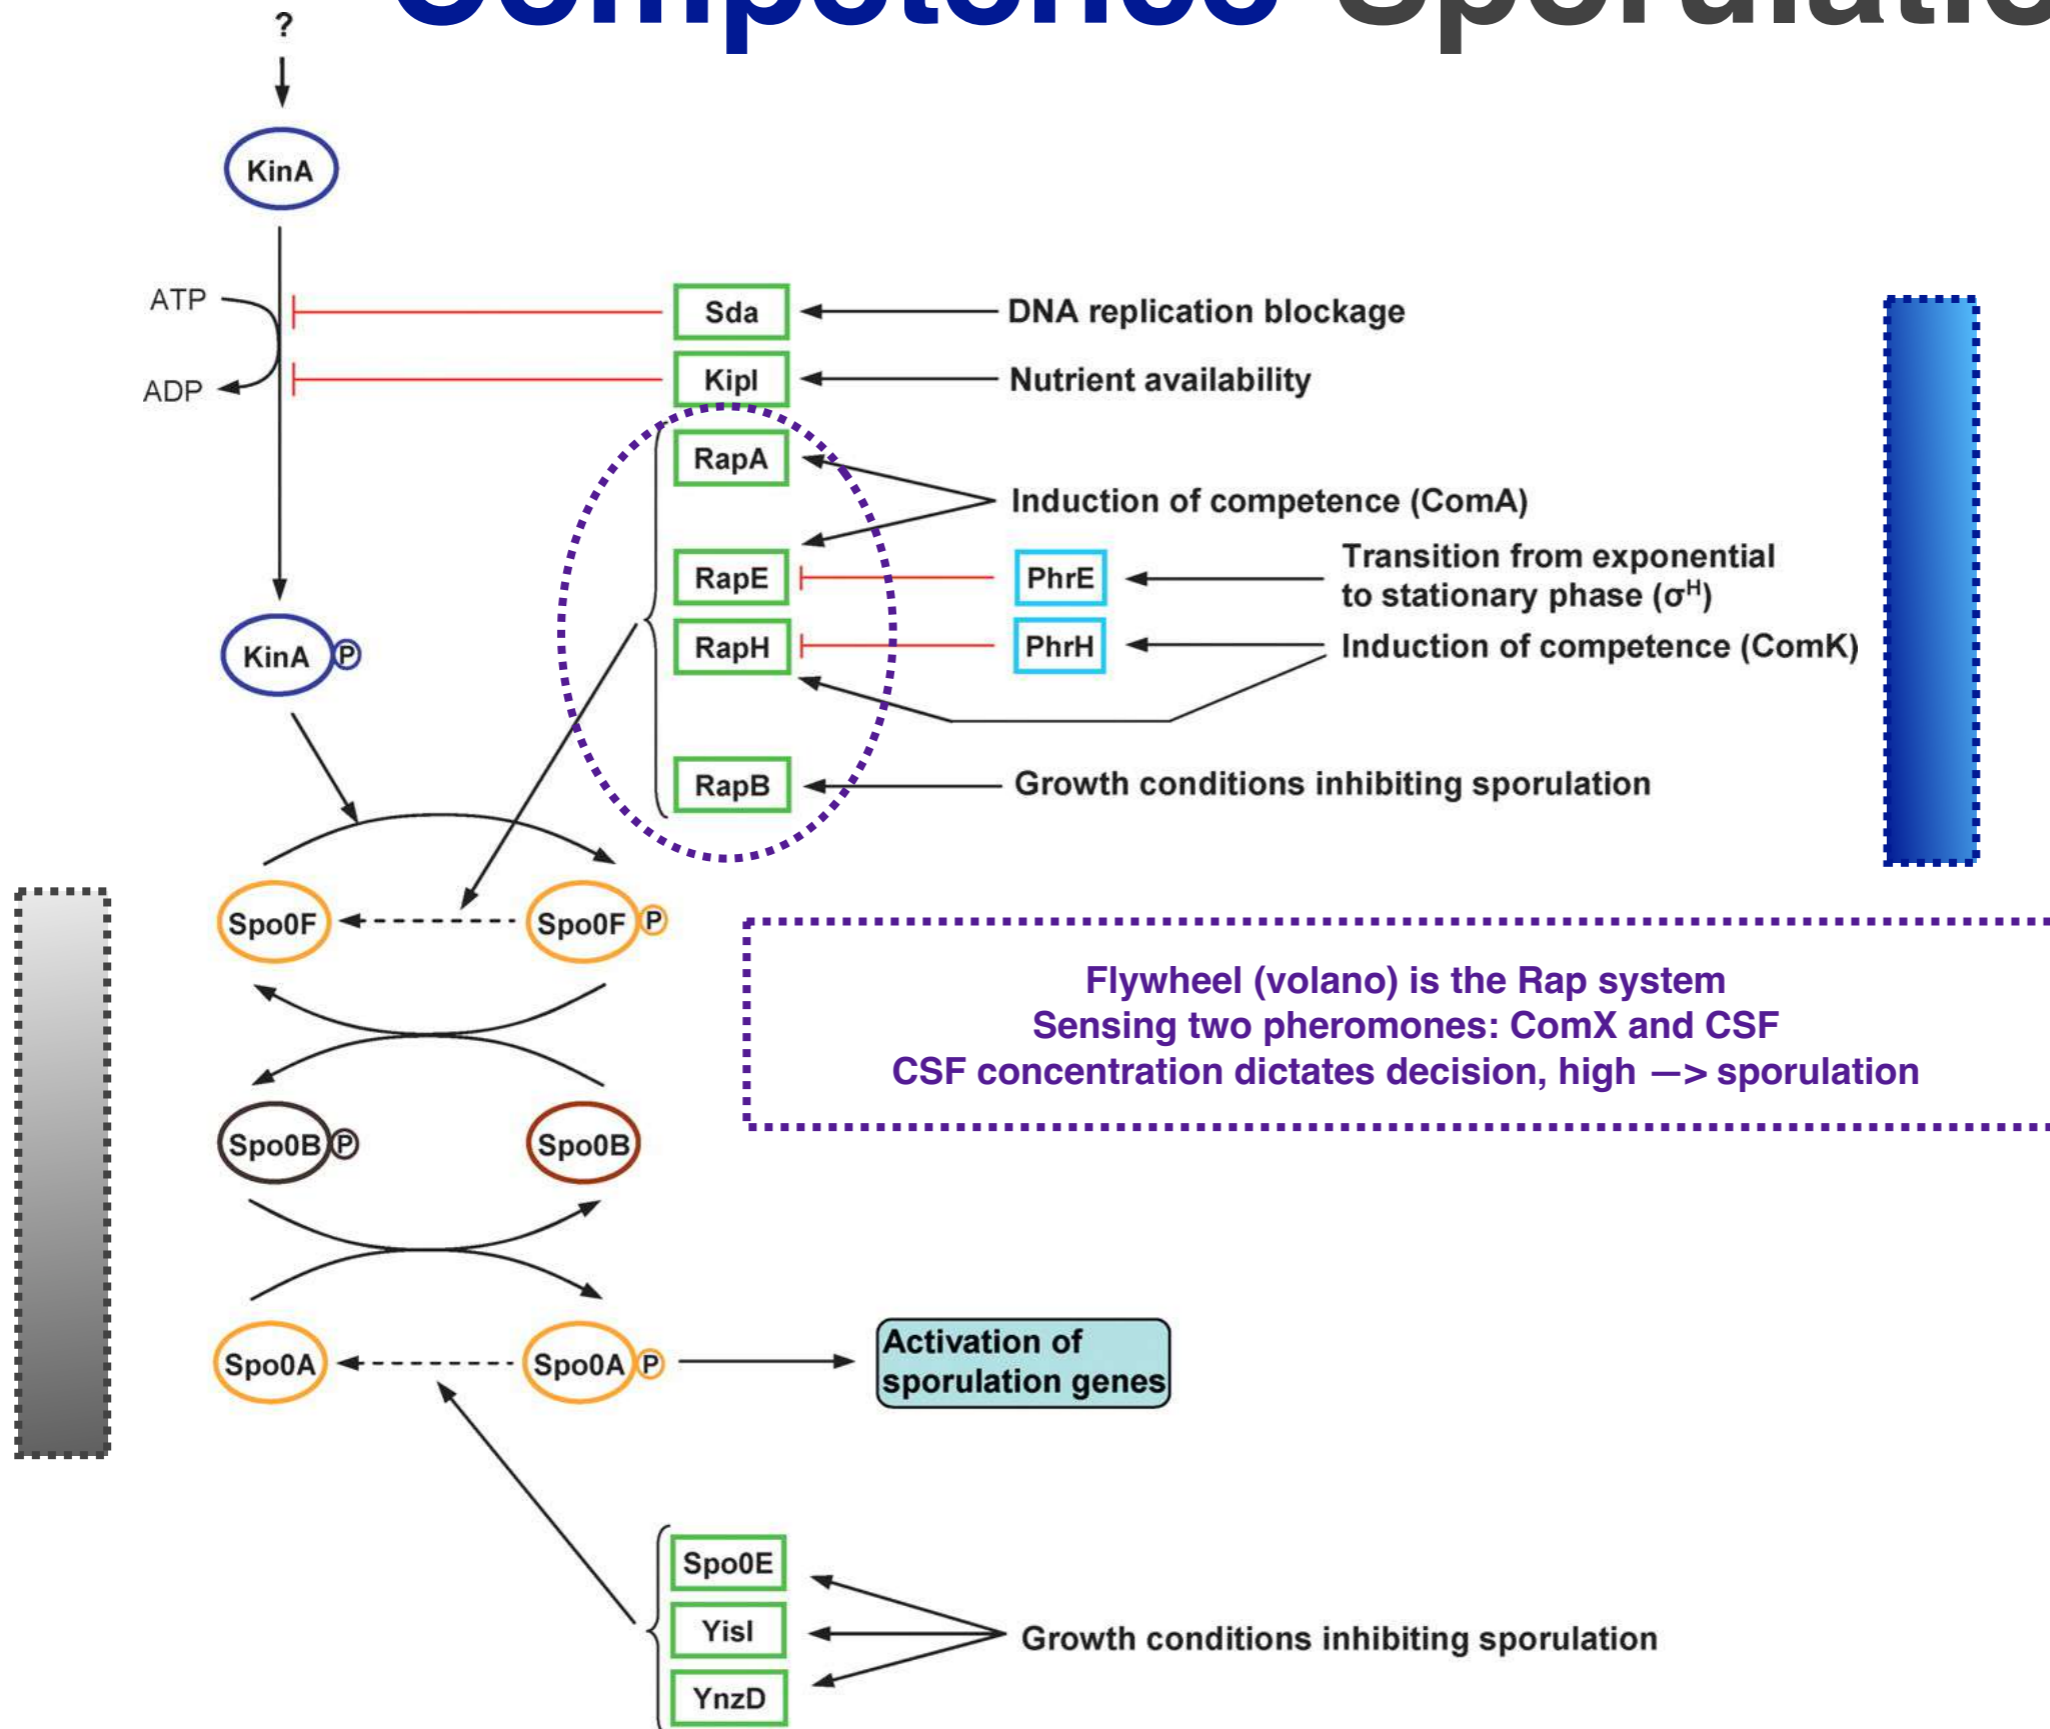 Competence Sporulatio
?
KinA
ATP
ADP
Sda
DNA replication blockage
KipI
Nutrient availability
RapA
Induction of competence (ComA)
RapE
PhrE
Transition from exponential
to stationary phase (σH)
RapH
PhrH
Induction of competence (ComK)
KinA P
RapB
Growth conditions inhibiting sporulation
Spo0F
Spo0F P
Flywheel (volano) is the Rap system
Sensing two pheromones: ComX and CSF
CSF concentration dictates decision, high —> sporulation
Spo0B P
Spo0B
Spo0A
Spo0A P
Activation of
sporulation genes
Spo0E
YisI
Growth conditions inhibiting sporulation
YnzD